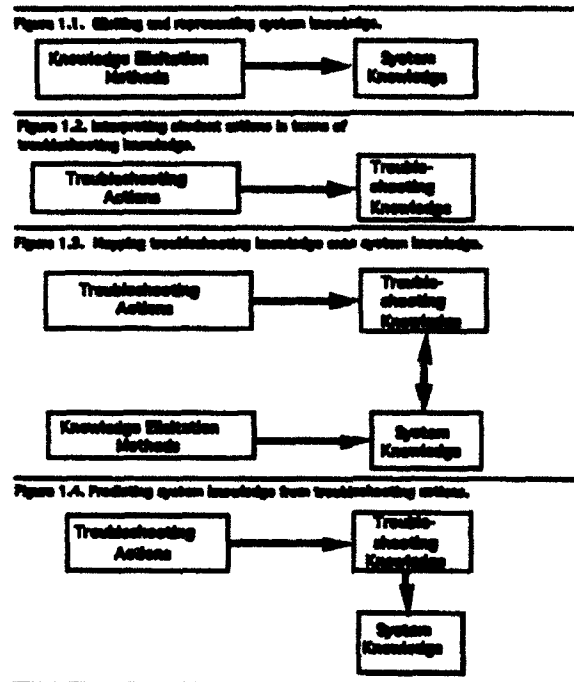 Figure 1.1. Eliciting and representing system knowledge.
Knowledge Elicitation
Methods
System
Knowledge
Figure 1.2. Interpreting student actions in terms of
troubleshooting knowledge.
Troubleshooting
Actions
Trouble-
shooting
Knowledge
Figure 1.3. Mapping troubleshooting knowledge onto system knowledge.
Troubleshooting
Actions
Trouble-
shooting
Knowledge
Knowledge Elicitation
Methods
System
Knowledge
Figure 1.4. Predicting system knowledge from troubleshooting actions.
Troubleshooting
Actions
Trouble-
shooting
Knowledge
System
Knowledge